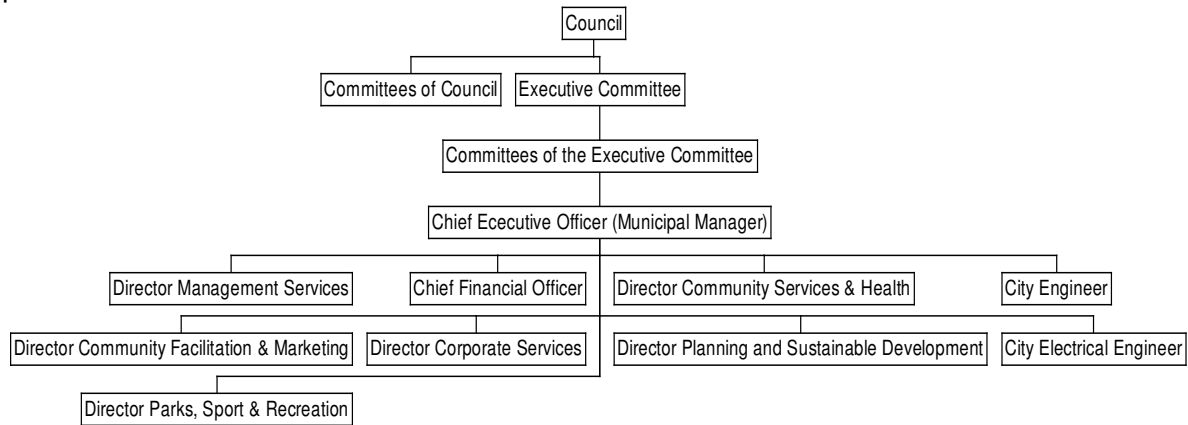 Council
Committees of Council
Executive Committee
Committees of the Executive Committee
Chief Ececutive Officer (Municipal Manager)
Director Management Services
Chief Financial Officer
Director Community Services & Health
City Engineer
Director Community Facilitation & Marketing
Director Corporate Services
Director Planning and Sustainable Development
City Electrical Engineer
Director Parks, Sport & Recreation